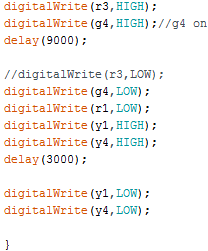 digitalWrite(r3,HIGH);
digitalWrite(g4,HIGH);//g4 on
delay(9000);
//digitalWrite(r3,LOW);
digitalWrite(g4,LOW);
digitalWrite(r1,LOW);
digitalWrite(y1,HIGH);
digitalWrite(y4,HIGH);
delay(3000);
digitalWrite(y1,LOW);
digitalWrite(y4,LOW);
}